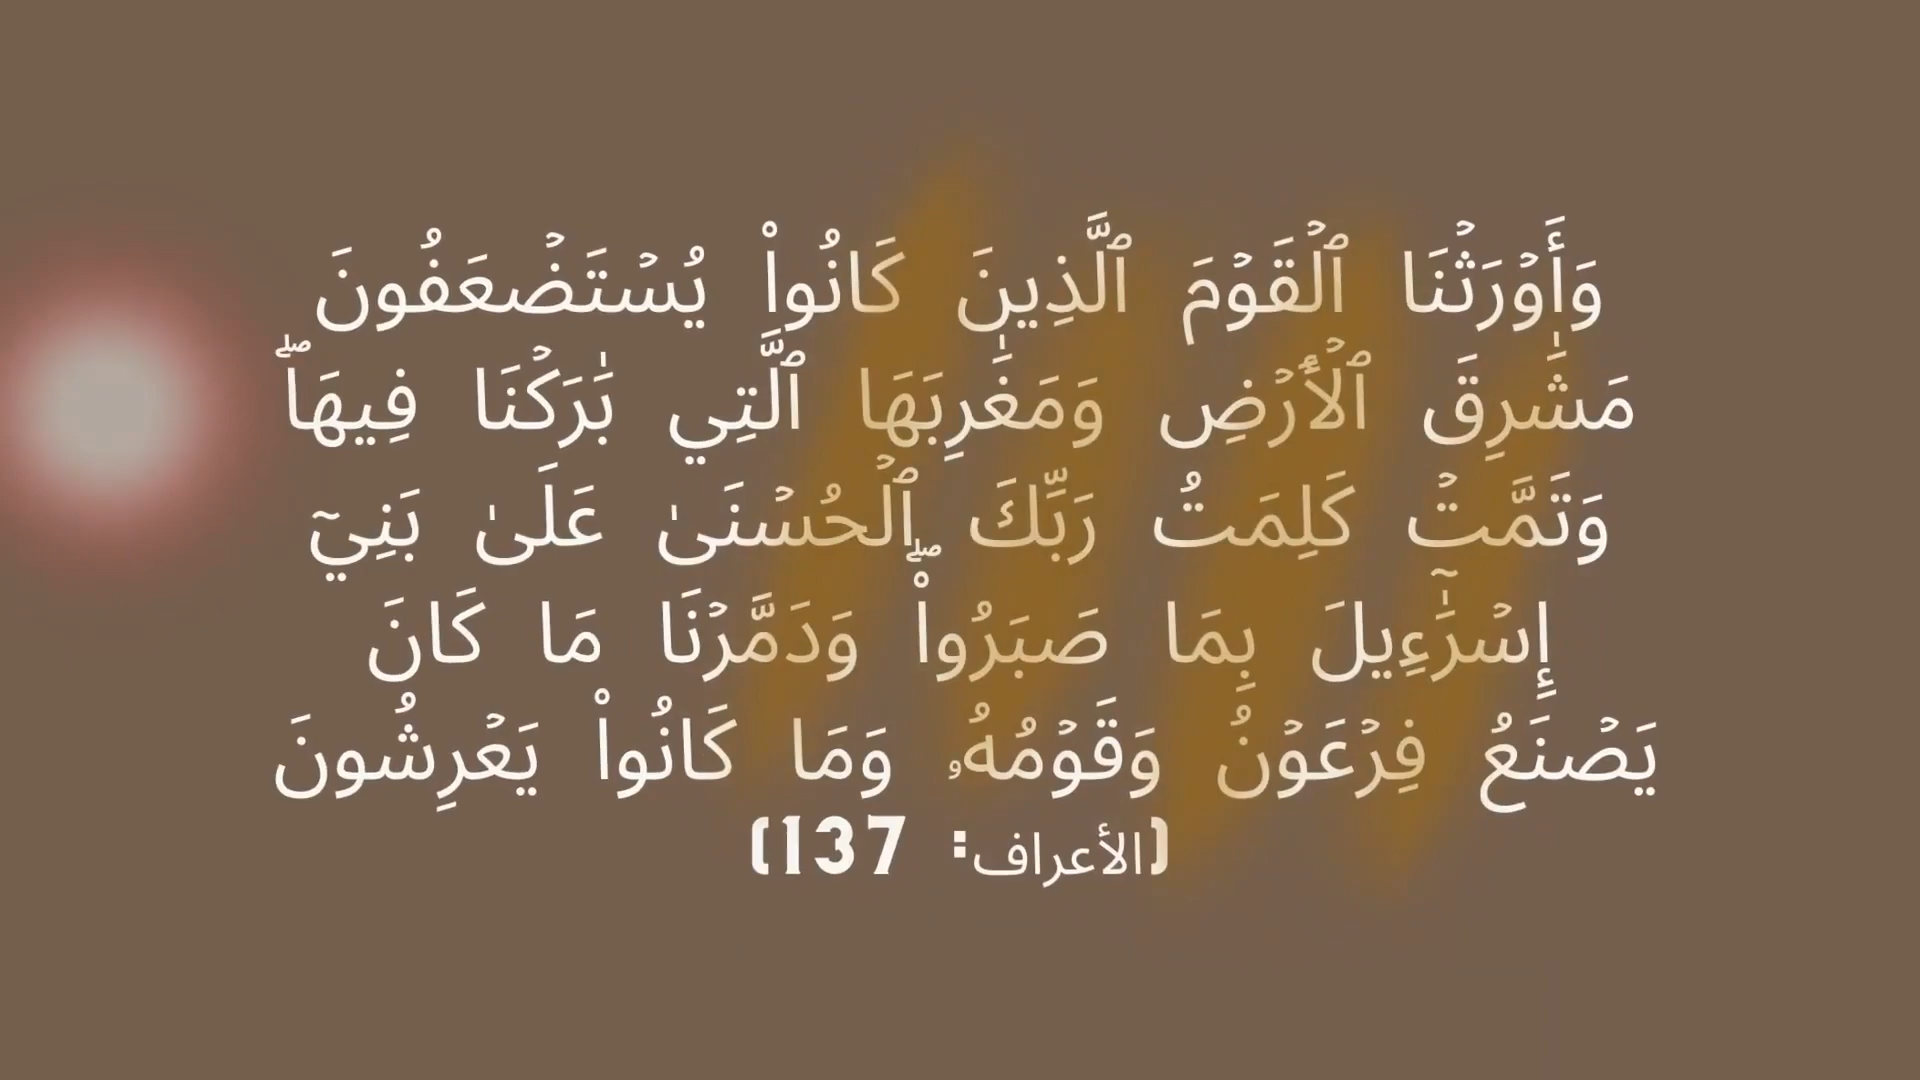 وَأَوۡرَثۡنَا ٱلۡقَوۡمَ ٱلَّذِينَ كَانُواْ يُسۡتَضۡعَفُونَ
مَشَٰرِقَ ٱلۡأَرۡضِ وَمَغَٰرِبَهَا ٱلَّتِي بَٰرَكۡنَا فِيهَاۖ
وَتَمَّتۡ كَلِمَتُ رَبِّكَ ٱلۡحُسۡنَىٰ عَلَىٰ بَنِيٓ
إِسۡرَٰٓءِيلَ بِمَا صَبَرُواْۖ وَدَمَّرۡنَا مَا كَانَ
يَصۡنَعُ فِرۡعَوۡنُ وَقَوۡمُهُۥ وَمَا كَانُواْ يَعۡرِشُونَ
(الأعراف: 137)